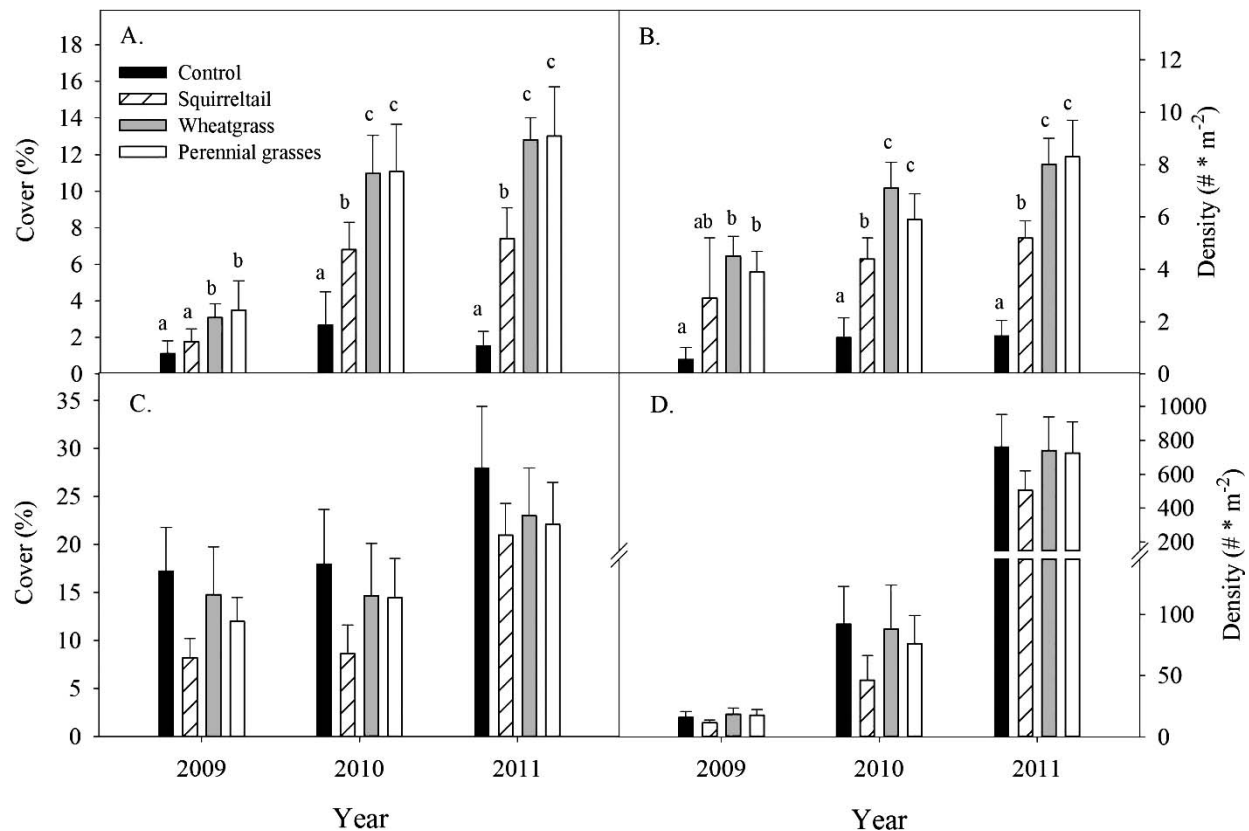 A.
Control
Squirreltail
Wheatgrass
Perennial grasses
Cover (%)
18
16
14
12
10
8
6
4
2
0
a
a
b
b
a
b
c
c
a
b
c
c
B.
a
ab
b
b
a
b
c
c
a
b
c
c
12
10
8
6
4
2
0
Density (# * m-2)
C.
Cover (%)
35
30
25
20
15
10
5
0
2009
2010
2011
Year
D.
1000
800
600
400
200
100
50
0
Density (# * m-2)
2009
2010
2011
Year